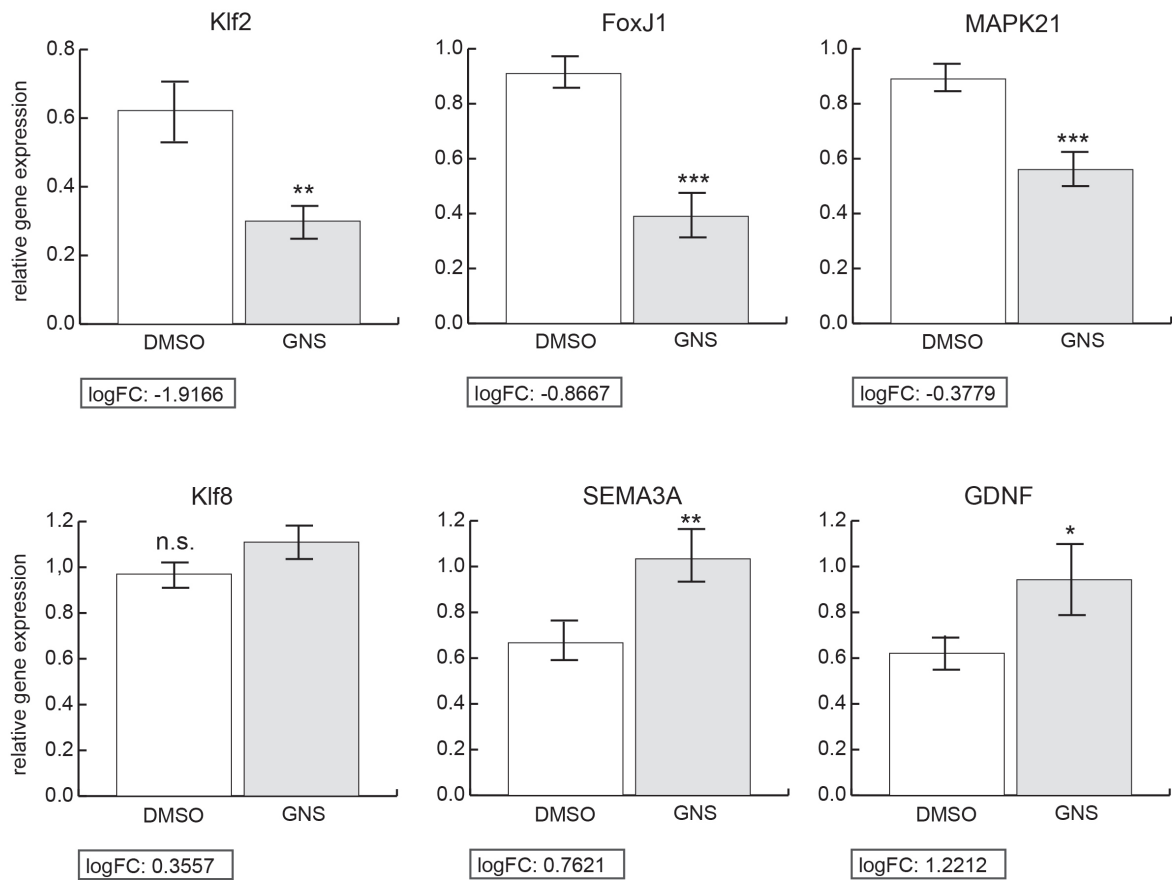 Klf2
FoxJ1
MAPK21
relative gene expression
0.8
0.6
0.4
0.2
0.0
**
DMSO
GNS
1.0
0.8
0.6
0.4
0.2
0.0
***
DMSO
GNS
1.0
0.8
0.6
0.4
0.2
0.0
***
DMSO
GNS
logFC: -1.9166
logFC: -0.8667
logFC: -0.3779
Klf8
SEMA3A
GDNF
relative gene expression
1.2
1.0
0.8
0.6
0.4
0.2
0.0
n.s.
DMSO
GNS
1.2
1.0
0.8
0.6
0.4
0.2
0.0
**
DMSO
GNS
1.2
1.0
0.8
0.6
0.4
0.2
0.0
*
DMSO
GNS
logFC: 0.3557
logFC: 0.7621
logFC: 1.2212